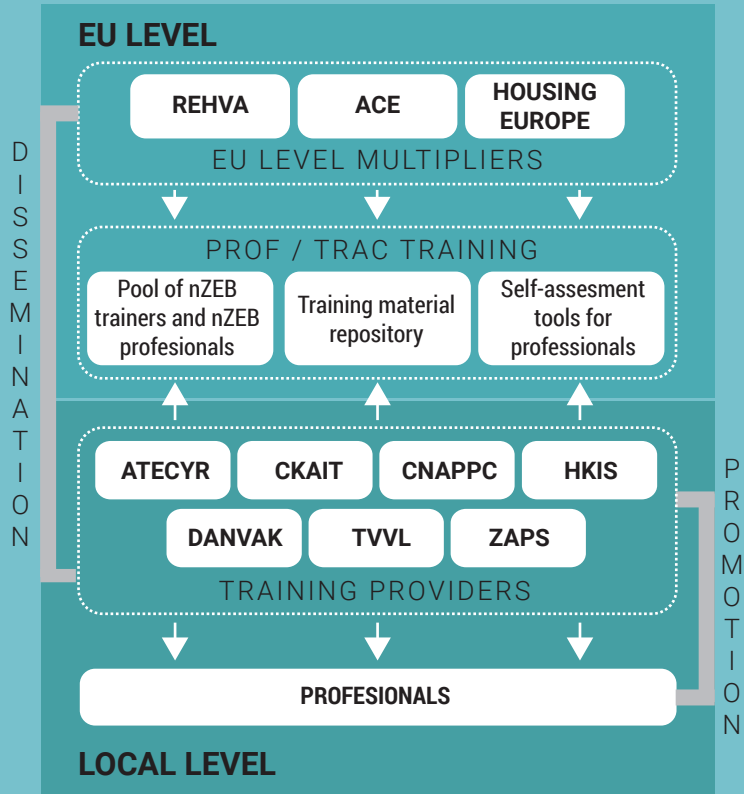 EU LEVEL
REHVA
ACE
HOUSING
EUROPE
EU LEVEL MULTIPLIERS
DISSEMINATION
PROF / TRAC TRAINING
Pool of nZEB
trainers and nZEB
profesionals
Training material
repository
Self-assesment
tools for
professionals
ATECYR
CKAIT
CNAPPC
HKIS
DANVAK
TVVL
ZAPS
TRAINING PROVIDERS
PROMOTION
PROFESIONALS
LOCAL LEVEL